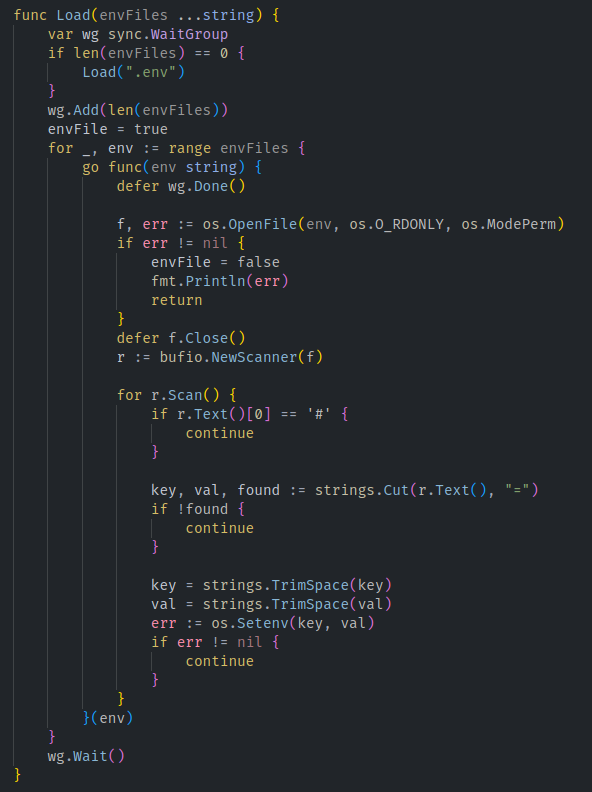 func Load(envFiles ...string) {
    var wg sync.WaitGroup
    if len(envFiles) == 0 {
        Load(".env")
    }
    wg.Add(len(envFiles))
    envFile = true
    for _, env := range envFiles {
        go func(env string) {
            defer wg.Done()

            f, err := os.OpenFile(env, os.O_RDONLY, os.ModePerm)
            if err != nil {
                envFile = false
                fmt.Println(err)
                return
            }
            defer f.Close()
            r := bufio.NewScanner(f)

            for r.Scan() {
                if r.Text()[0] == '#' {
                    continue
                }

                key, val, found := strings.Cut(r.Text(), "=")
                if !found {
                    continue
                }

                key = strings.TrimSpace(key)
                val = strings.TrimSpace(val)
                err := os.Setenv(key, val)
                if err != nil {
                    continue
                }
            }
        }(env)
    }
    wg.Wait()
}